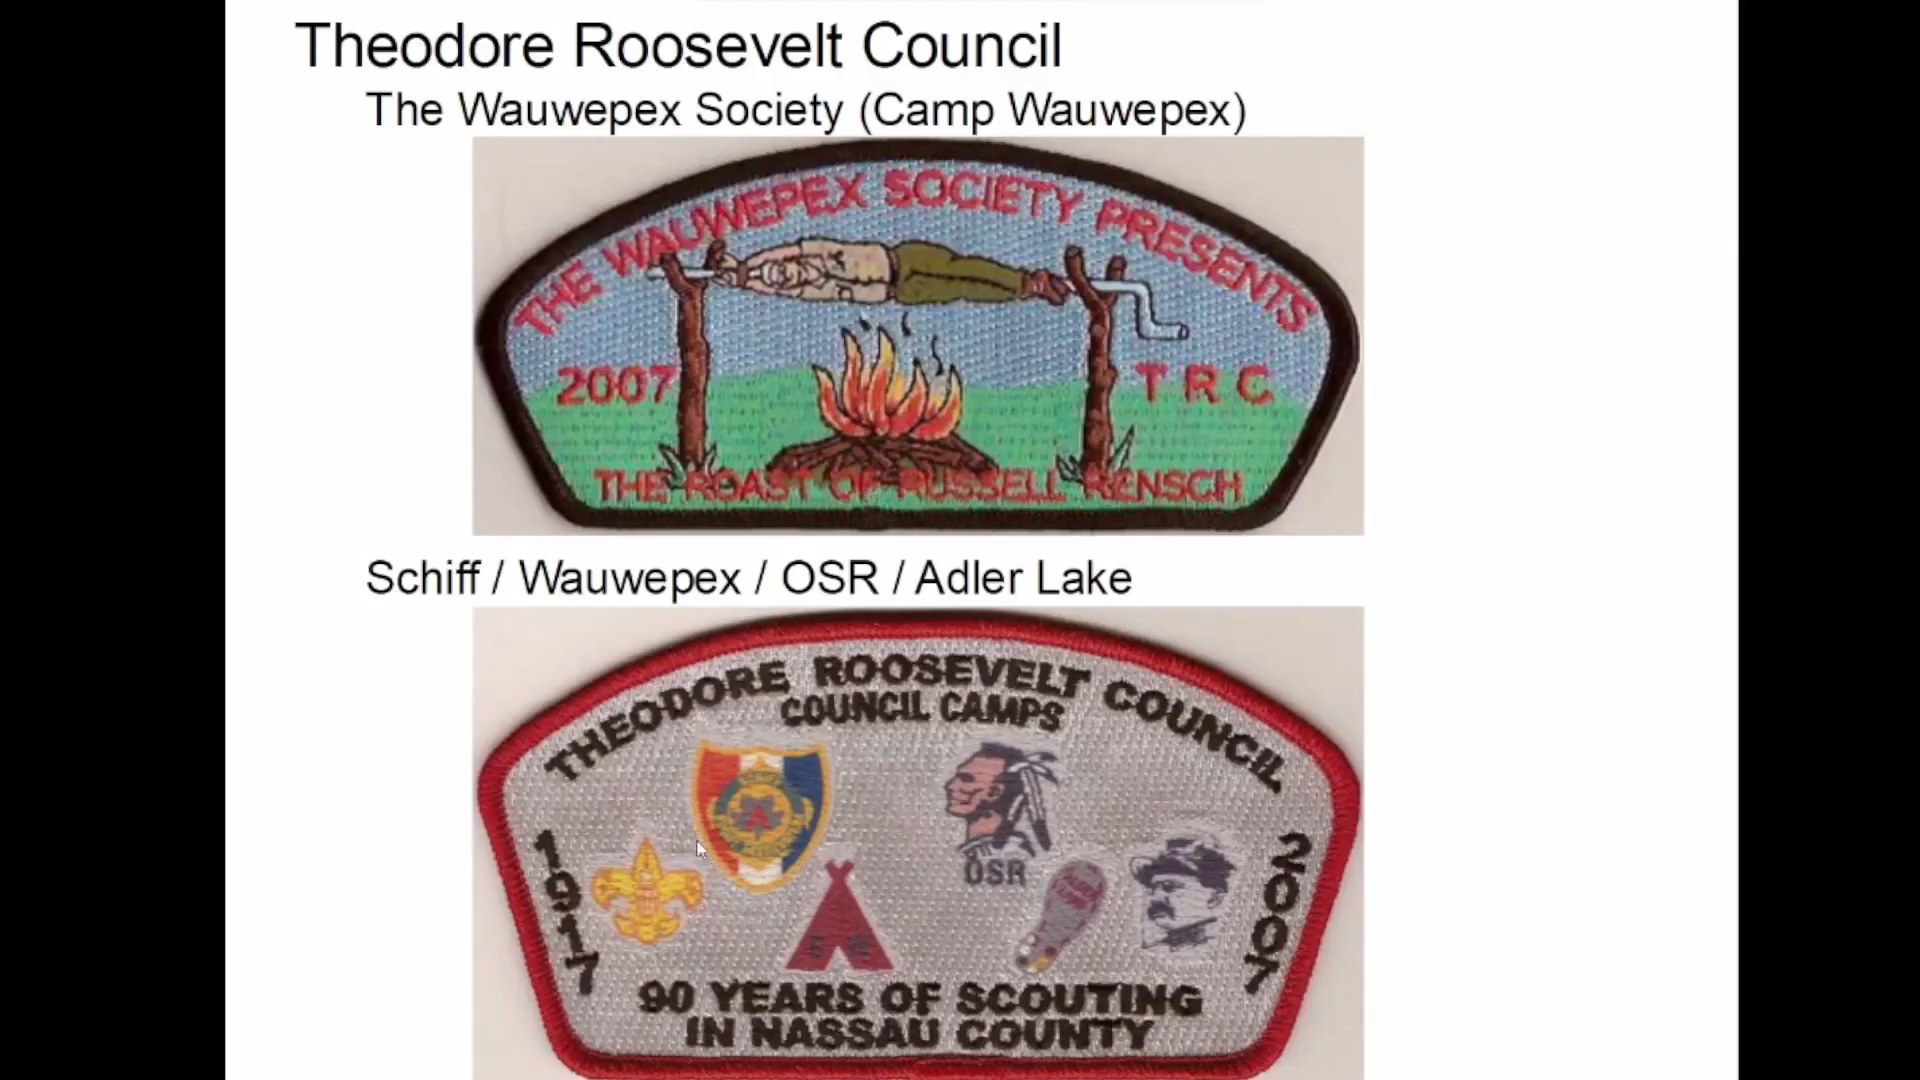 Theodore Roosevelt Council
The Wauwepex Society (Camp Wauwepex)
THE WAUWEPEX SOCIETY PRESENTS
2007
T R C
THE ROAST OF RUSSELL RENSCH
Schiff / Wauwepex / OSR / Adler Lake
THEODORE ROOSEVELT COUNCIL
COUNCIL CAMPS
OSR
1917
2007
90 YEARS OF SCOUTING
IN NASSAU COUNTY